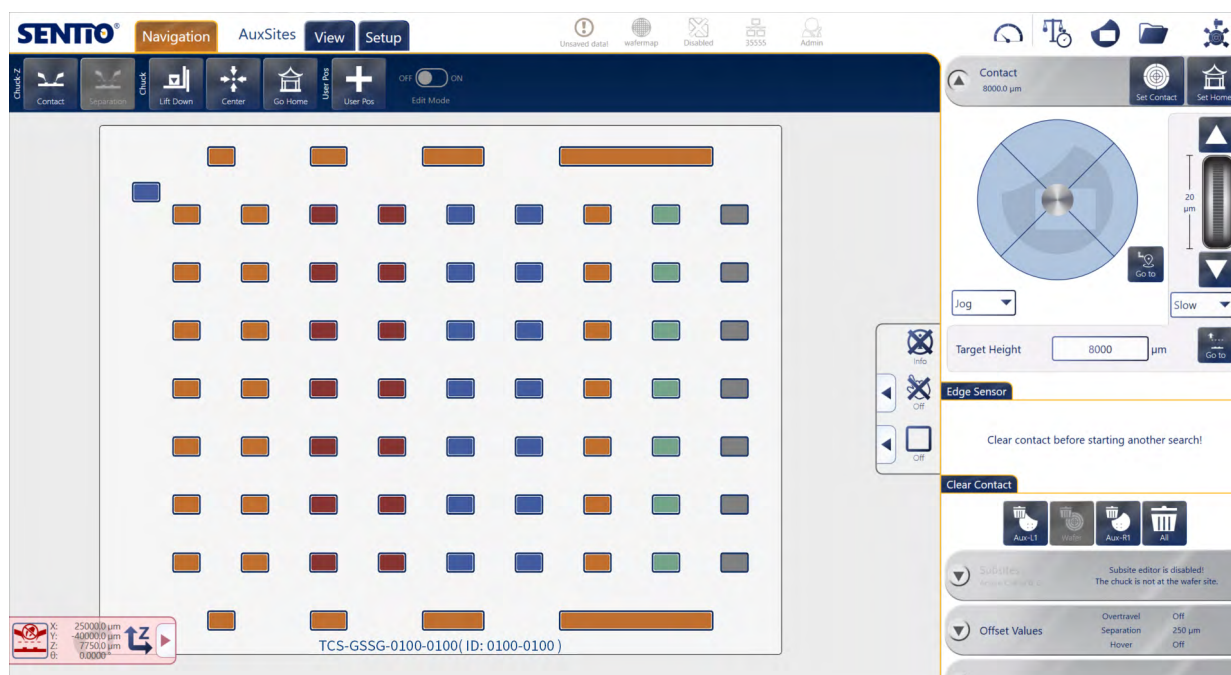 SENTIO®
Navigation
AuxSites
View
Setup
Unsaved data!
wafermap
Disabled
35555
Admin
Chuck-Z
Contact
Separation
Chuck
Lift Down
Center
Go Home
User Pos
User Pos
OFF
ON
Edit Mode
Contact
8000.0 µm
Set Contact
Set Home
20
µm
Go to
Jog
Slow
Target Height
8000
µm
Go to
Info
Off
Off
Edge Sensor
Clear contact before starting another search!
Clear Contact
Aux-L1
Wafer
Aux-R1
All
Subsites
Subsite editor is disabled!
The chuck is not at the wafer site.
Offset Values
Overtravel Off
Separation 250 µm
Hover Off
X: 25000.0 µm
Y: -40000.0 µm
Z: 7750.0 µm
θ: 0.0000°
Z
TCS-GSSG-0100-0100( ID: 0100-0100 )